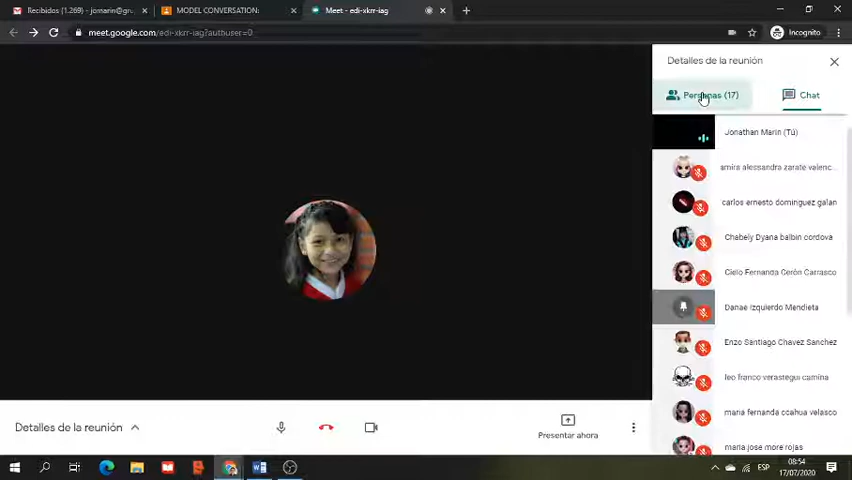 Recibidos (1.269) - jomarin@gru
MODEL CONVERSATION:
Meet - edi-xkrr-iag
meet.google.com/edi-xkrr-iag?authuser=0
Incognito
Detalles de la reunión
Personas (17)
Chat
Jonathan Marin (Tú)
amira alessandra zarate valenc...
carlos ernesto dominguez galan
Chabely Dyana balbin cordova
Cielo Fernanda Cerón Carrasco
Danae Izquierdo Mendieta
Enzo Santiago Chavez Sanchez
leo franco verastegui camina
maria fernanda ccahua velasco
maria jose more rojas
Detalles de la reunión
Presentar ahora
ESP
08:54
17/07/2020